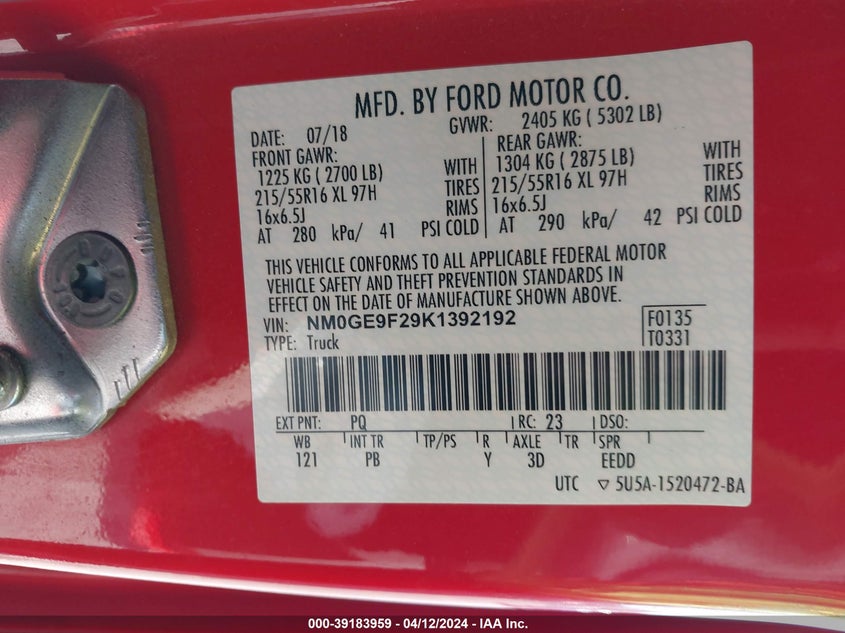 MFD. BY FORD MOTOR CO.
DATE: 07/18 GVWR: 2405 KG ( 5302 LB)
FRONT GAWR: REAR GAWR:
1225 KG ( 2700 LB) WITH 1304 KG ( 2875 LB) WITH
215/55R16 XL 97H TIRES 215/55R16 XL 97H TIRES
16x6.5J RIMS 16x6.5J RIMS
AT 280 kPa/ 41 PSI COLD AT 290 kPa/ 42 PSI COLD
THIS VEHICLE CONFORMS TO ALL APPLICABLE FEDERAL MOTOR
VEHICLE SAFETY AND THEFT PREVENTION STANDARDS IN
EFFECT ON THE DATE OF MANUFACTURE SHOWN ABOVE.
VIN: NM0GE9F29K1392192 F0135
TYPE: Truck T0331
EXT PNT: PQ RC: 23 DSO:
WB INT TR TP/PS R AXLE TR SPR
121 PB Y 3D EEDD
UTC ▽ 5U5A-1520472-BA
000-39183959 - 04/12/2024 - IAA Inc.